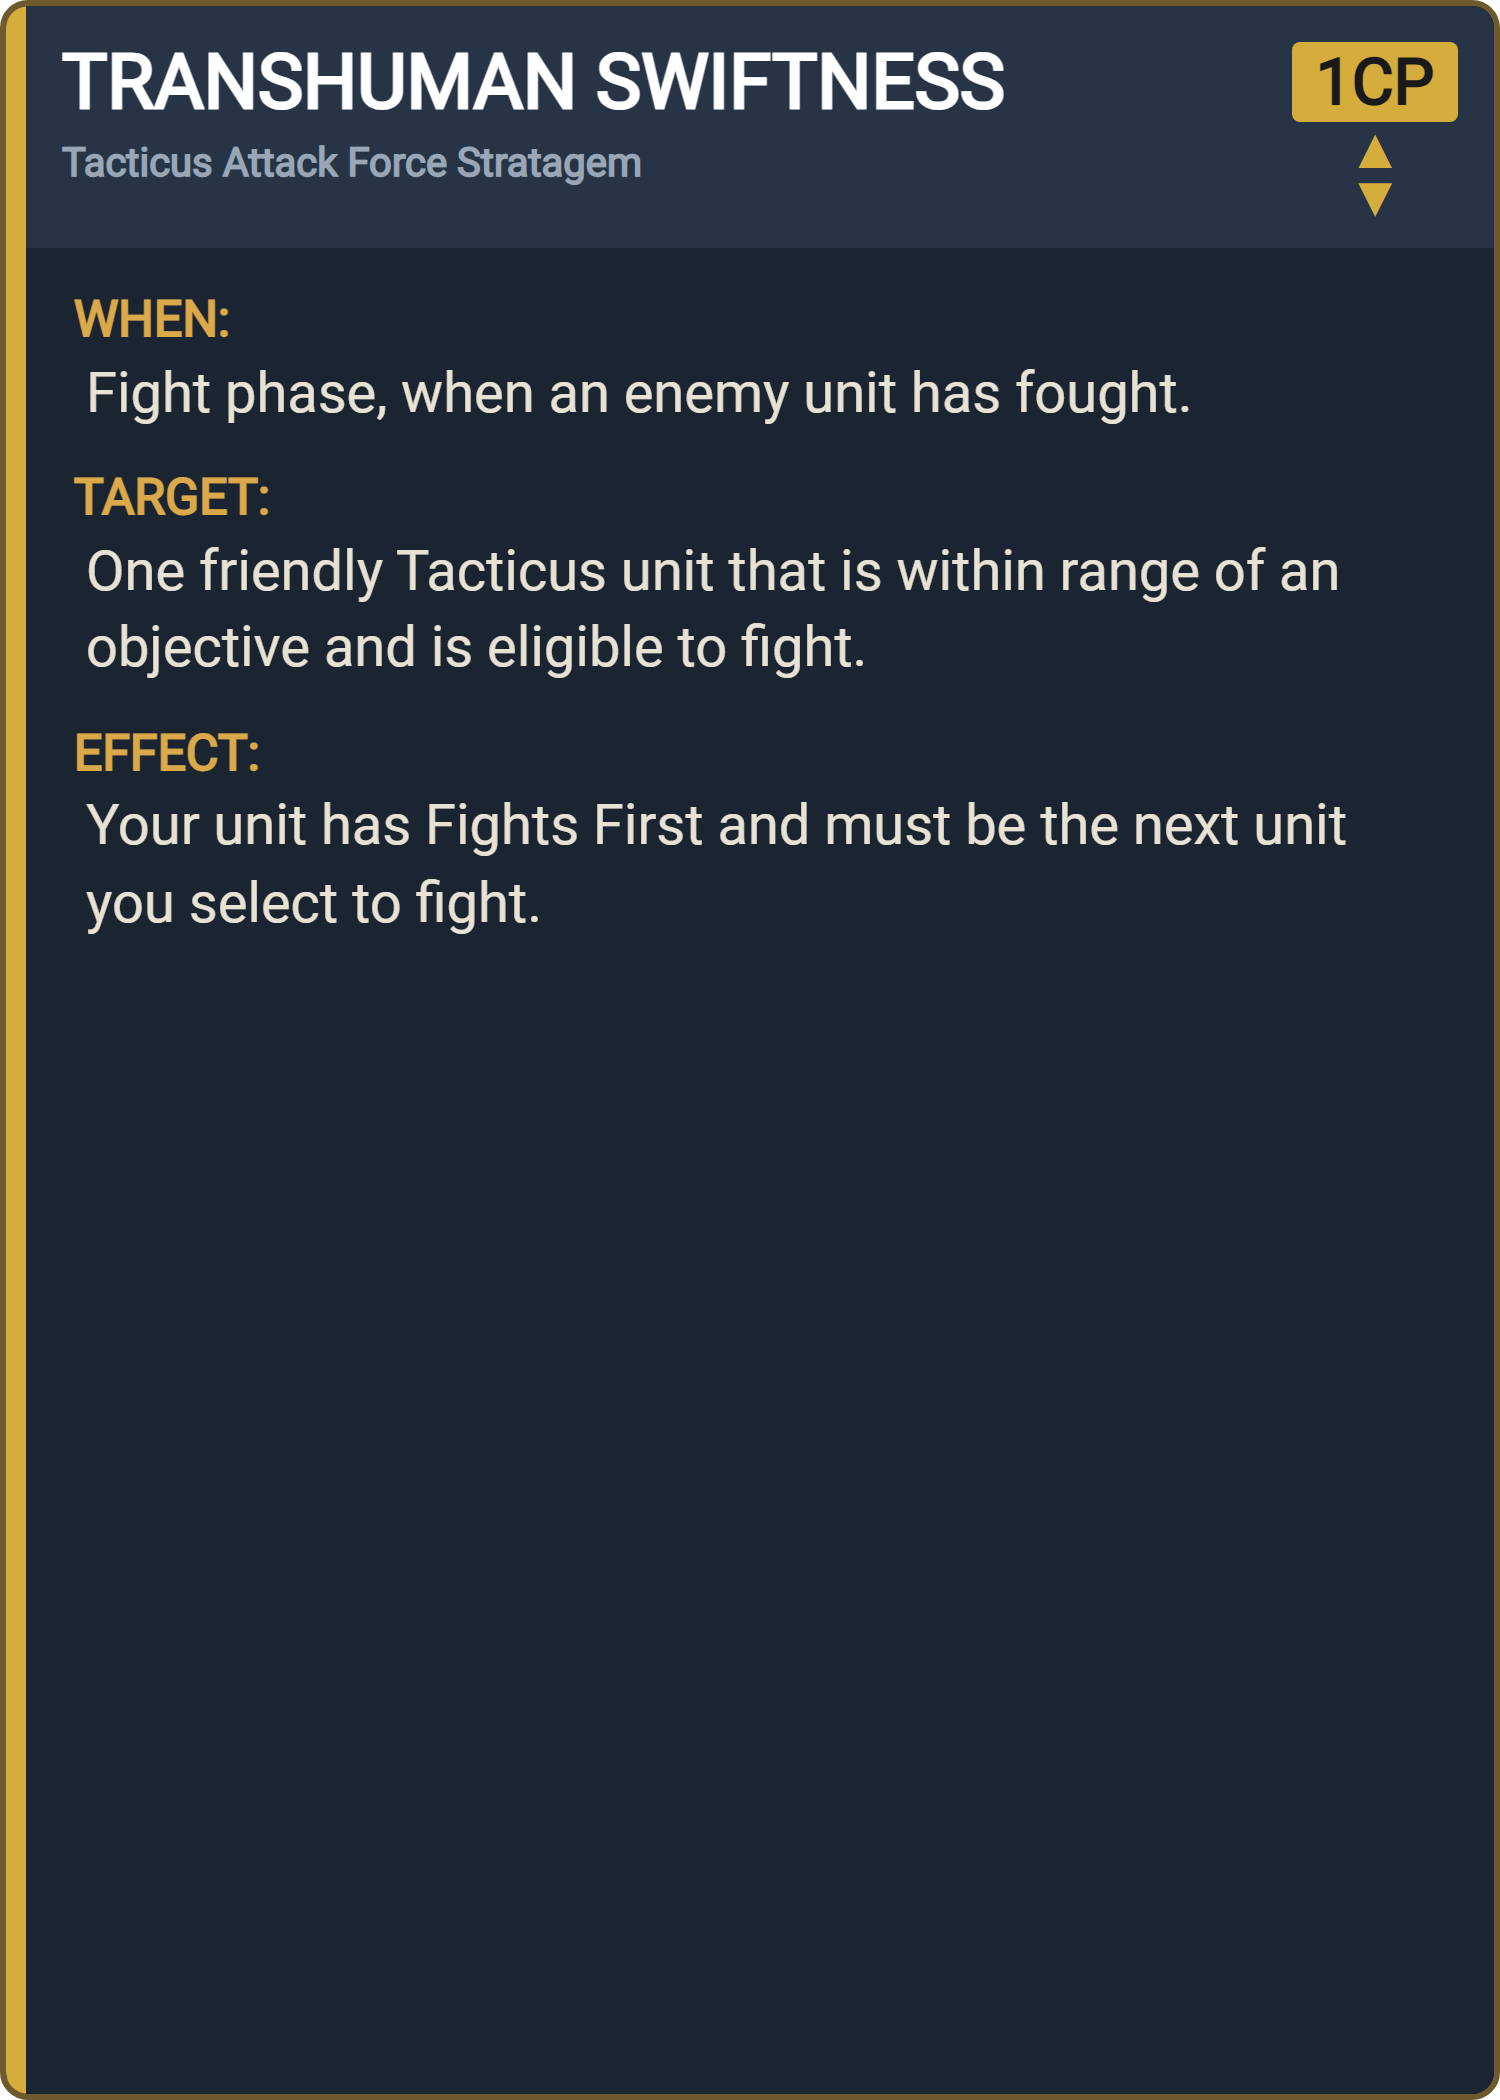 TRANSHUMAN SWIFTNESS
1CP
Tacticus Attack Force Stratagem
WHEN:
Fight phase, when an enemy unit has fought.
TARGET:
One friendly Tacticus unit that is within range of an
objective and is eligible to fight.
EFFECT:
Your unit has Fights First and must be the next unit
you select to fight.